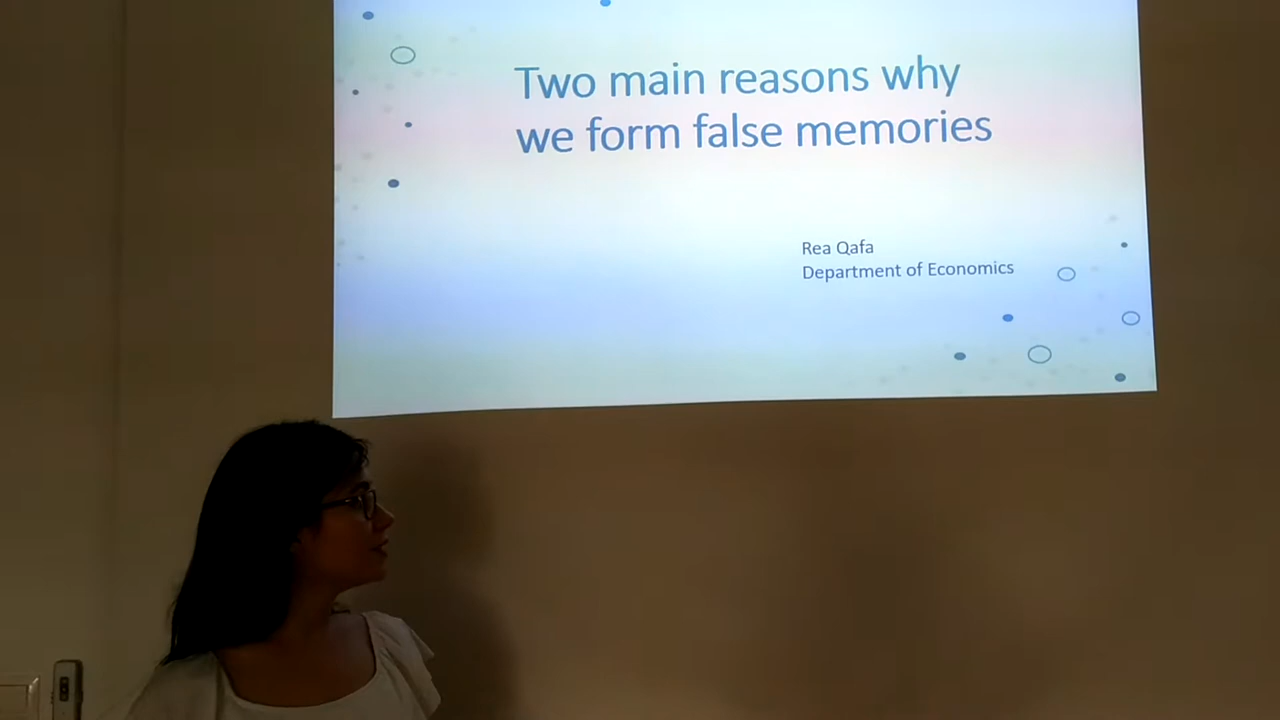 Two main reasons why
we form false memories
Rea Qafa
Department of Economics